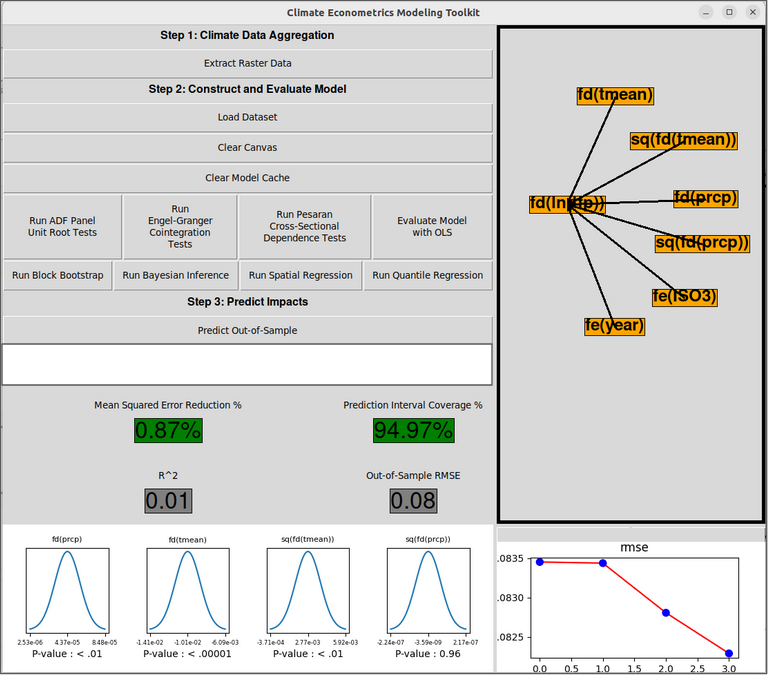 Climate Econometrics Modeling Toolkit
Step 1: Climate Data Aggregation
Extract Raster Data
Step 2: Construct and Evaluate Model
Load Dataset
Clear Canvas
Clear Model Cache
Run ADF Panel
Unit Root Tests
Run
Engel-Granger
Cointegration
Tests
Run Pesaran
Cross-Sectional
Dependence Tests
Evaluate Model
with OLS
Run Block Bootstrap
Run Bayesian Inference
Run Spatial Regression
Run Quantile Regression
Step 3: Predict Impacts
Predict Out-of-Sample
Mean Squared Error Reduction %
Prediction Interval Coverage %
0.87%
94.97%
R^2
Out-of-Sample RMSE
0.01
0.08
fd(prcp)
2.53e-06 4.37e-05 8.48e-05
P-value : < .01
fd(tmean)
-1.41e-02 -1.01e-02 -6.09e-03
P-value : < .00001
sq(fd(tmean))
-3.71e-04 2.77e-03 5.92e-03
P-value : < .01
sq(fd(prcp))
-2.24e-07 -3.59e-09 2.17e-07
P-value : 0.96
fd(tmean)
sq(fd(tmean))
fd(prcp)
sq(fd(prcp))
fe(ISO3)
fe(year)
rmse
.0835
.0830
.0825
0.0 0.5 1.0 1.5 2.0 2.5 3.0